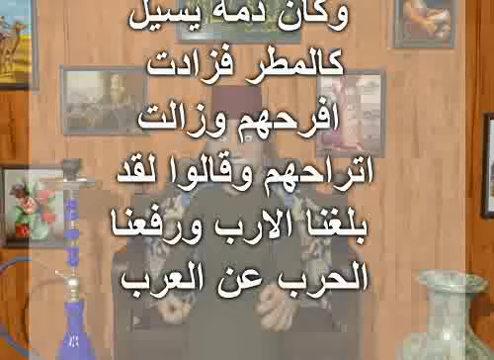 وكان دمه يسيل
كالمطر فزادت
افرحهم وزالت
اتراحهم وقالوا لقد
بلغنا الارب ورفعنا
الحرب عن العرب